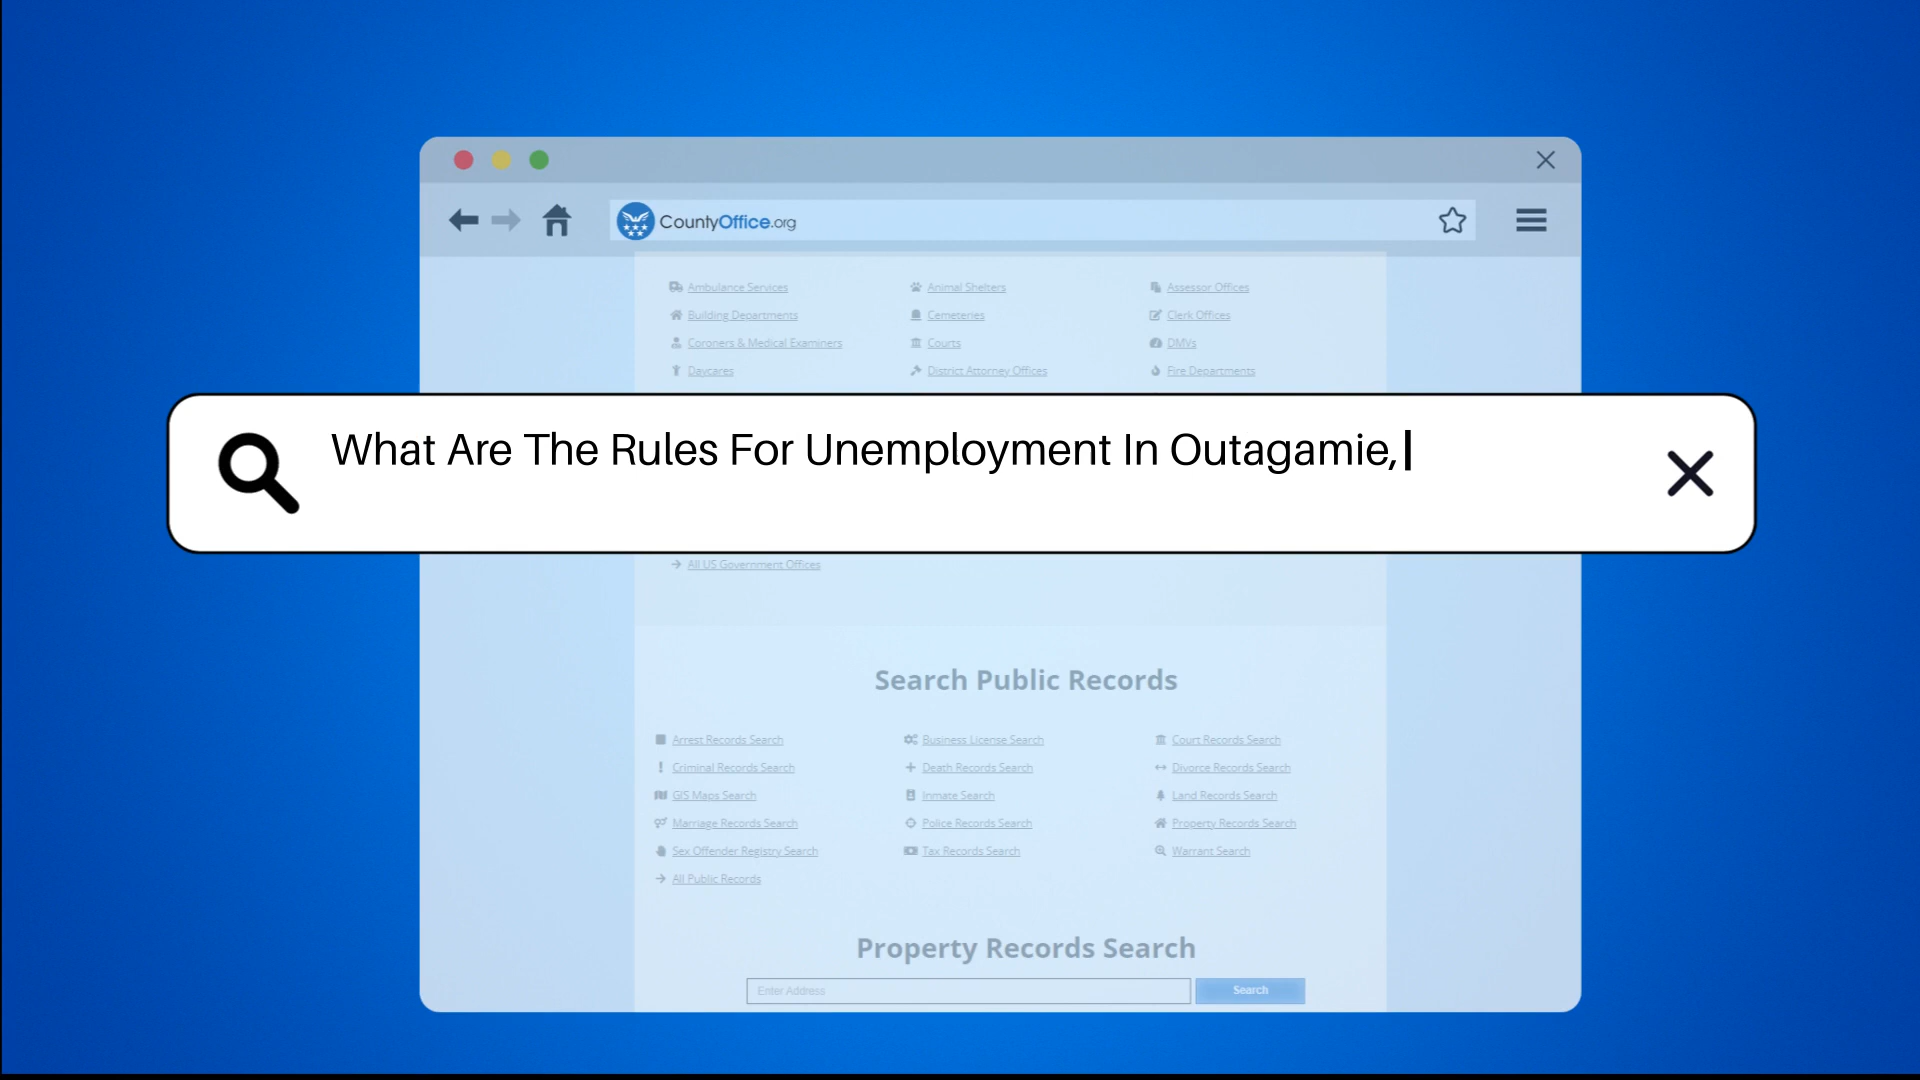 CountyOffice.org
Ambulance Services Animal Shelters Assessor Offices
Building Departments Cemeteries Clerk Offices
Coroners & Medical Examiners Courts DMVs
Daycares District Attorney Offices Fire Departments
What Are The Rules For Unemployment In Outagamie,
All US Government Offices
Search Public Records
Arrest Records Search Business License Search Court Records Search
Criminal Records Search Death Records Search Divorce Records Search
GIS Maps Search Inmate Search Land Records Search
Marriage Records Search Police Records Search Property Records Search
Sex Offender Registry Search Tax Records Search Warrant Search
All Public Records
Property Records Search
Enter Address Search